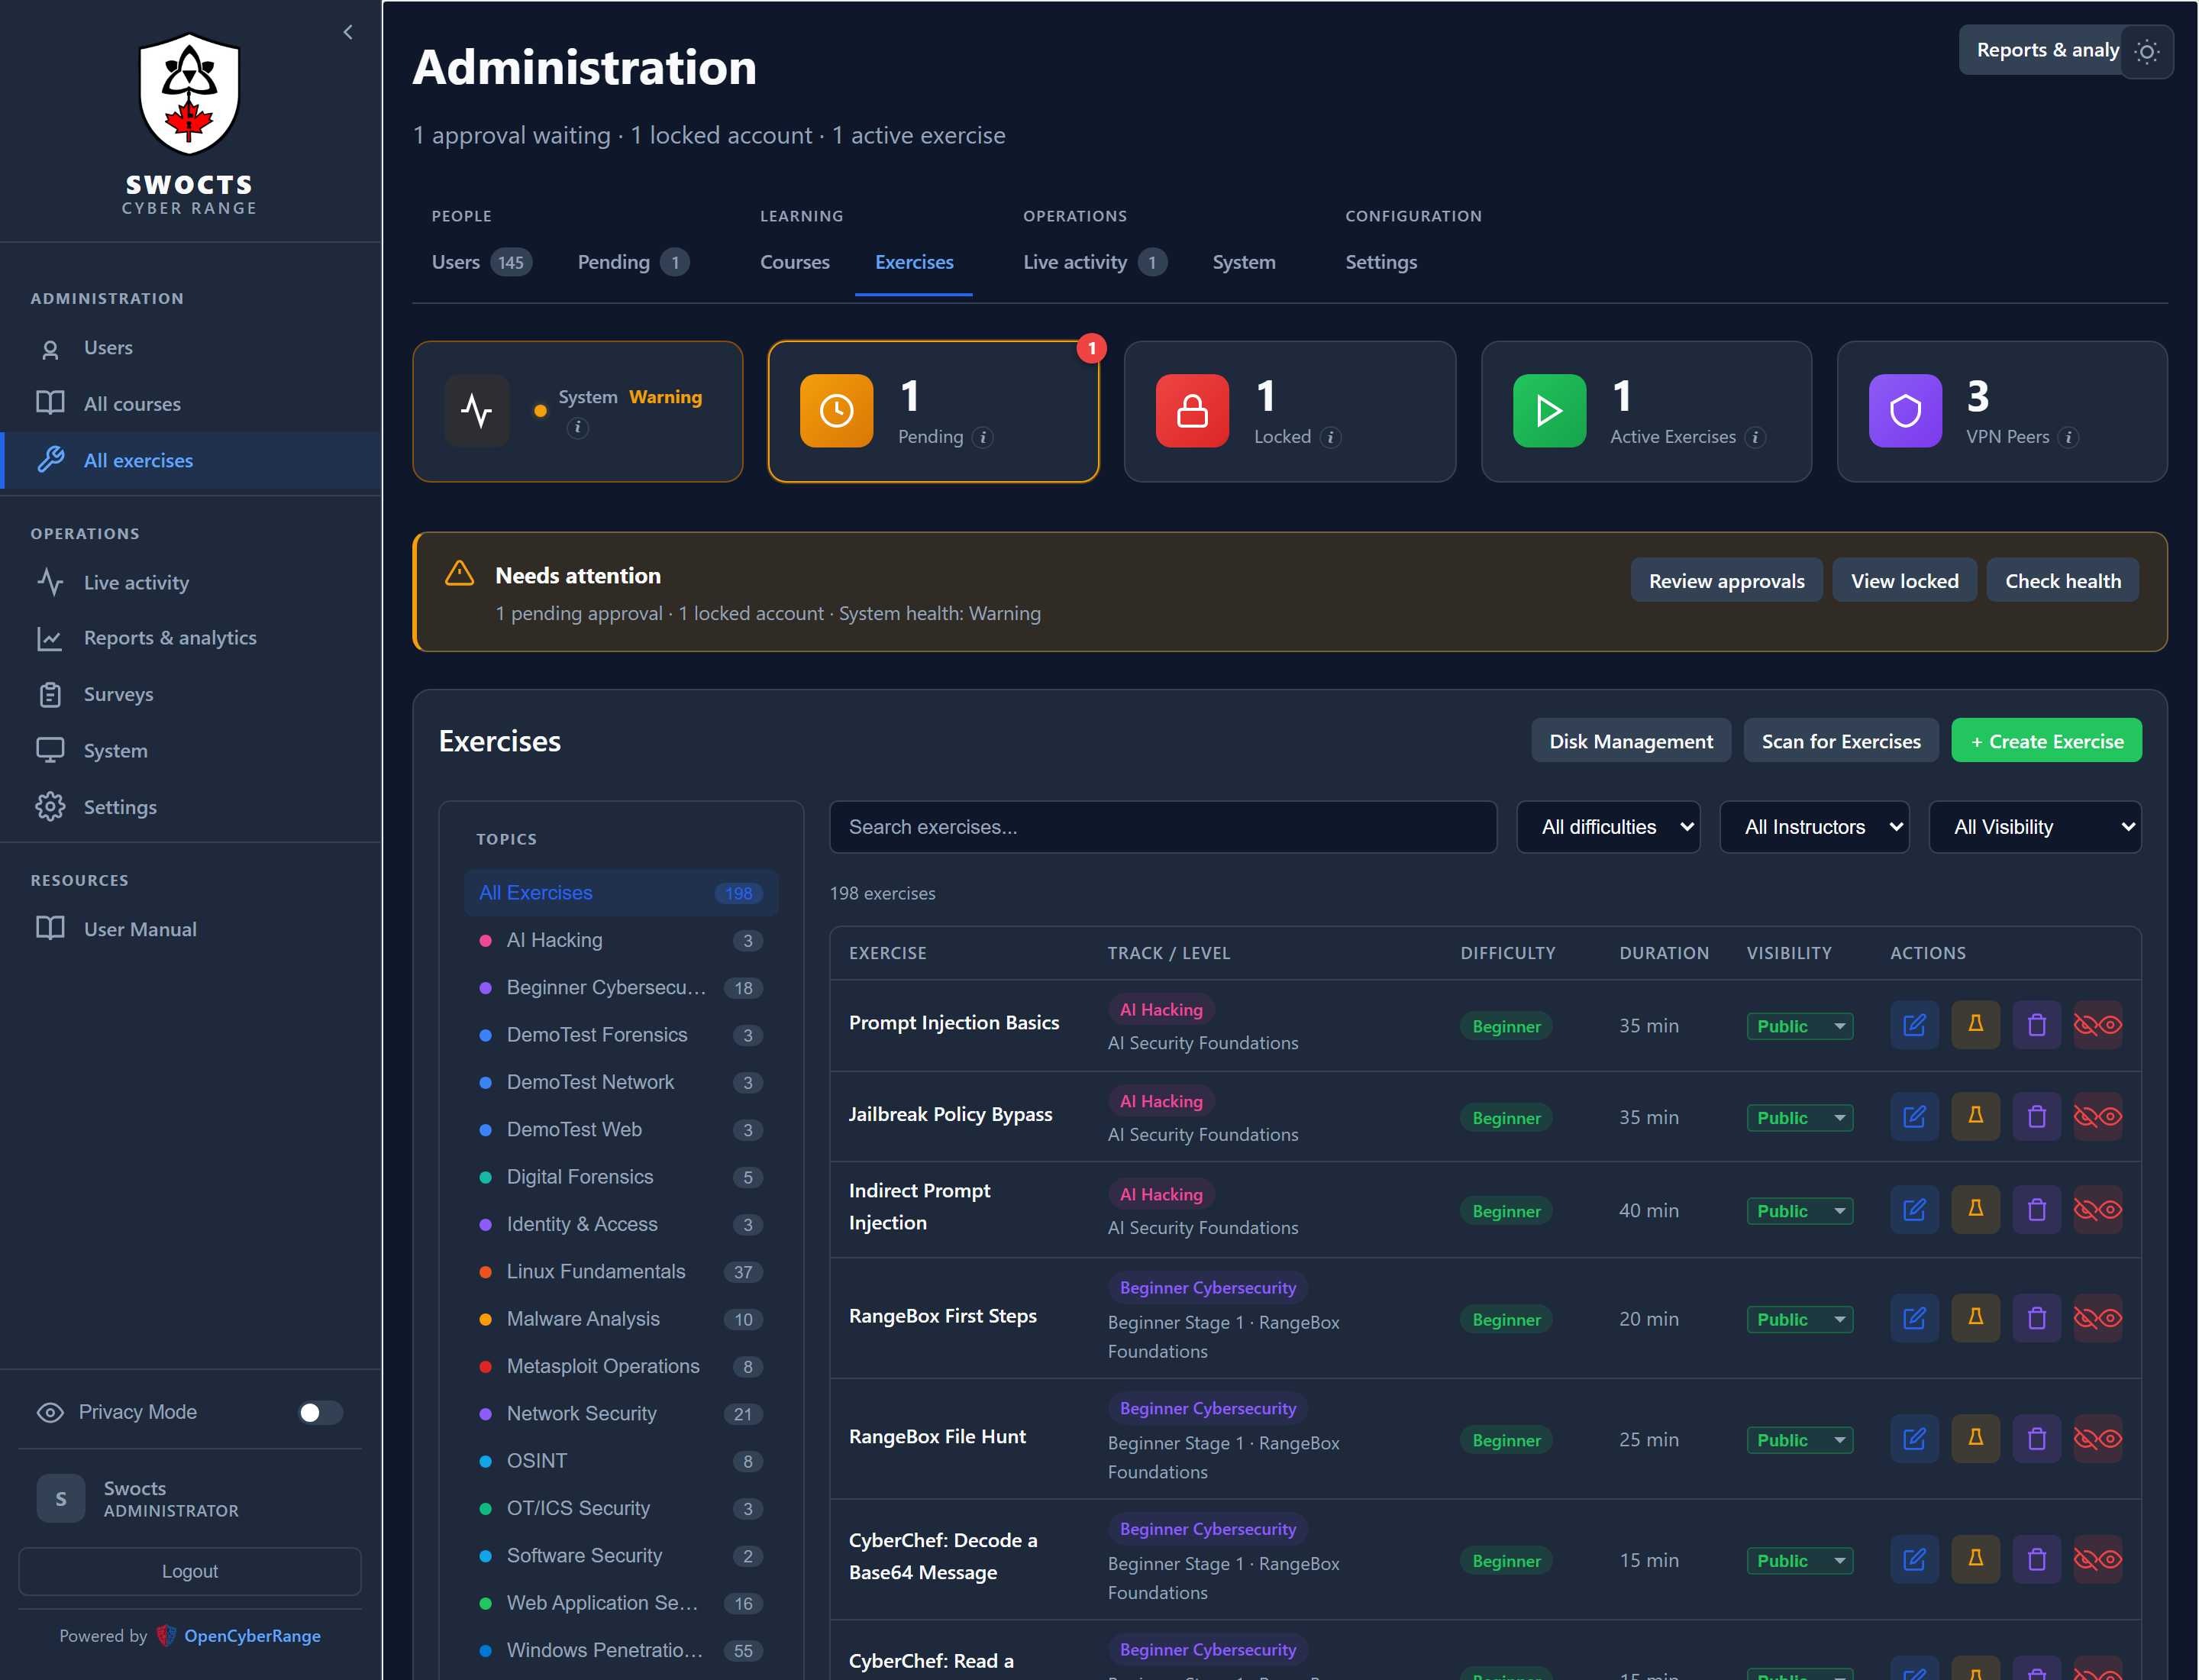 SWOCTS
CYBER RANGE
ADMINISTRATION
Users
All courses
All exercises
OPERATIONS
Live activity
Reports & analytics
Surveys
System
Settings
RESOURCES
User Manual
Privacy Mode
S
Swocts
ADMINISTRATOR
Logout
Powered by OpenCyberRange
Administration
Reports & analy
1 approval waiting · 1 locked account · 1 active exercise
PEOPLE
Users 145
Pending 1
LEARNING
Courses
Exercises
OPERATIONS
Live activity 1
System
CONFIGURATION
Settings
System Warning
i
1
1
Pending i
1
Locked i
1
Active Exercises i
3
VPN Peers i
Needs attention
1 pending approval · 1 locked account · System health: Warning
Review approvals
View locked
Check health
Exercises
Disk Management
Scan for Exercises
+ Create Exercise
TOPICS
All Exercises 198
AI Hacking 3
Beginner Cybersecu... 18
DemoTest Forensics 3
DemoTest Network 3
DemoTest Web 3
Digital Forensics 5
Identity & Access 3
Linux Fundamentals 37
Malware Analysis 10
Metasploit Operations 8
Network Security 21
OSINT 8
OT/ICS Security 3
Software Security 2
Web Application Se... 16
Windows Penetratio... 55
Search exercises...
All difficulties
All Instructors
All Visibility
198 exercises
EXERCISE TRACK / LEVEL DIFFICULTY DURATION VISIBILITY ACTIONS
Prompt Injection Basics
AI Hacking
AI Security Foundations
Beginner
35 min
Public
Jailbreak Policy Bypass
AI Hacking
AI Security Foundations
Beginner
35 min
Public
Indirect Prompt
Injection
AI Hacking
AI Security Foundations
Beginner
40 min
Public
RangeBox First Steps
Beginner Cybersecurity
Beginner Stage 1 · RangeBox
Foundations
Beginner
20 min
Public
RangeBox File Hunt
Beginner Cybersecurity
Beginner Stage 1 · RangeBox
Foundations
Beginner
25 min
Public
CyberChef: Decode a
Base64 Message
Beginner Cybersecurity
Beginner Stage 1 · RangeBox
Foundations
Beginner
15 min
Public
CyberChef: Read a
Beginner Cybersecurity
Beginner Stage 1 · RangeBox
Beginner
15 min
Public